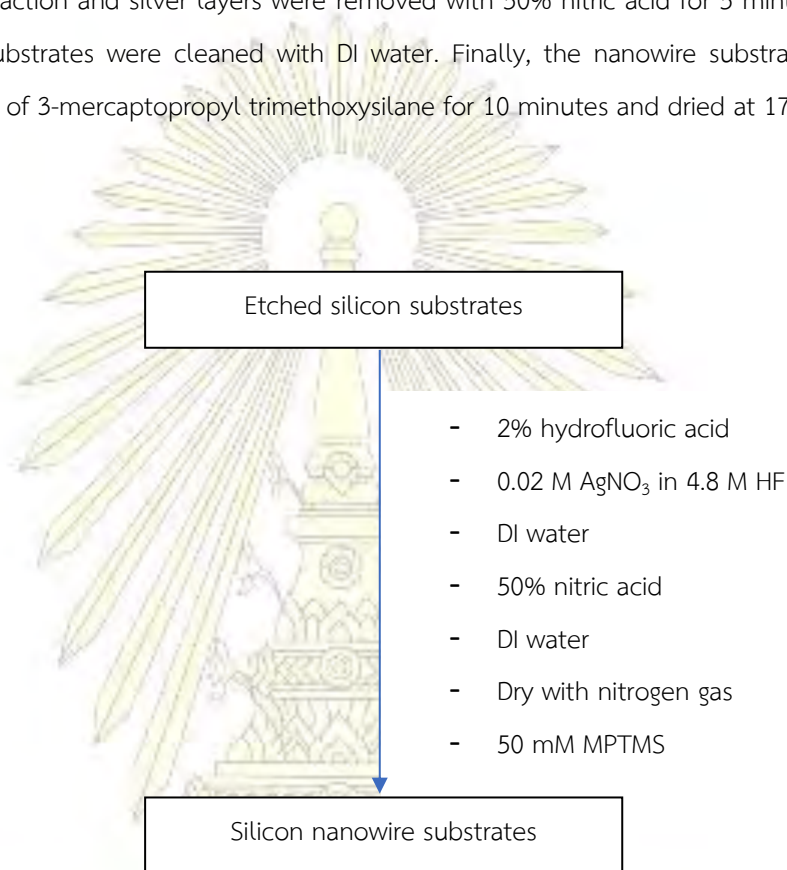 action and silver layers were removed with 50% nitric acid for 5 minut
ubstrates were cleaned with DI water. Finally, the nanowire substra
of 3-mercaptopropyl trimethoxysilane for 10 minutes and dried at 17
Etched silicon substrates
- 2% hydrofluoric acid
- 0.02 M AgNO₃ in 4.8 M HF
- DI water
- 50% nitric acid
- DI water
- Dry with nitrogen gas
- 50 mM MPTMS
Silicon nanowire substrates